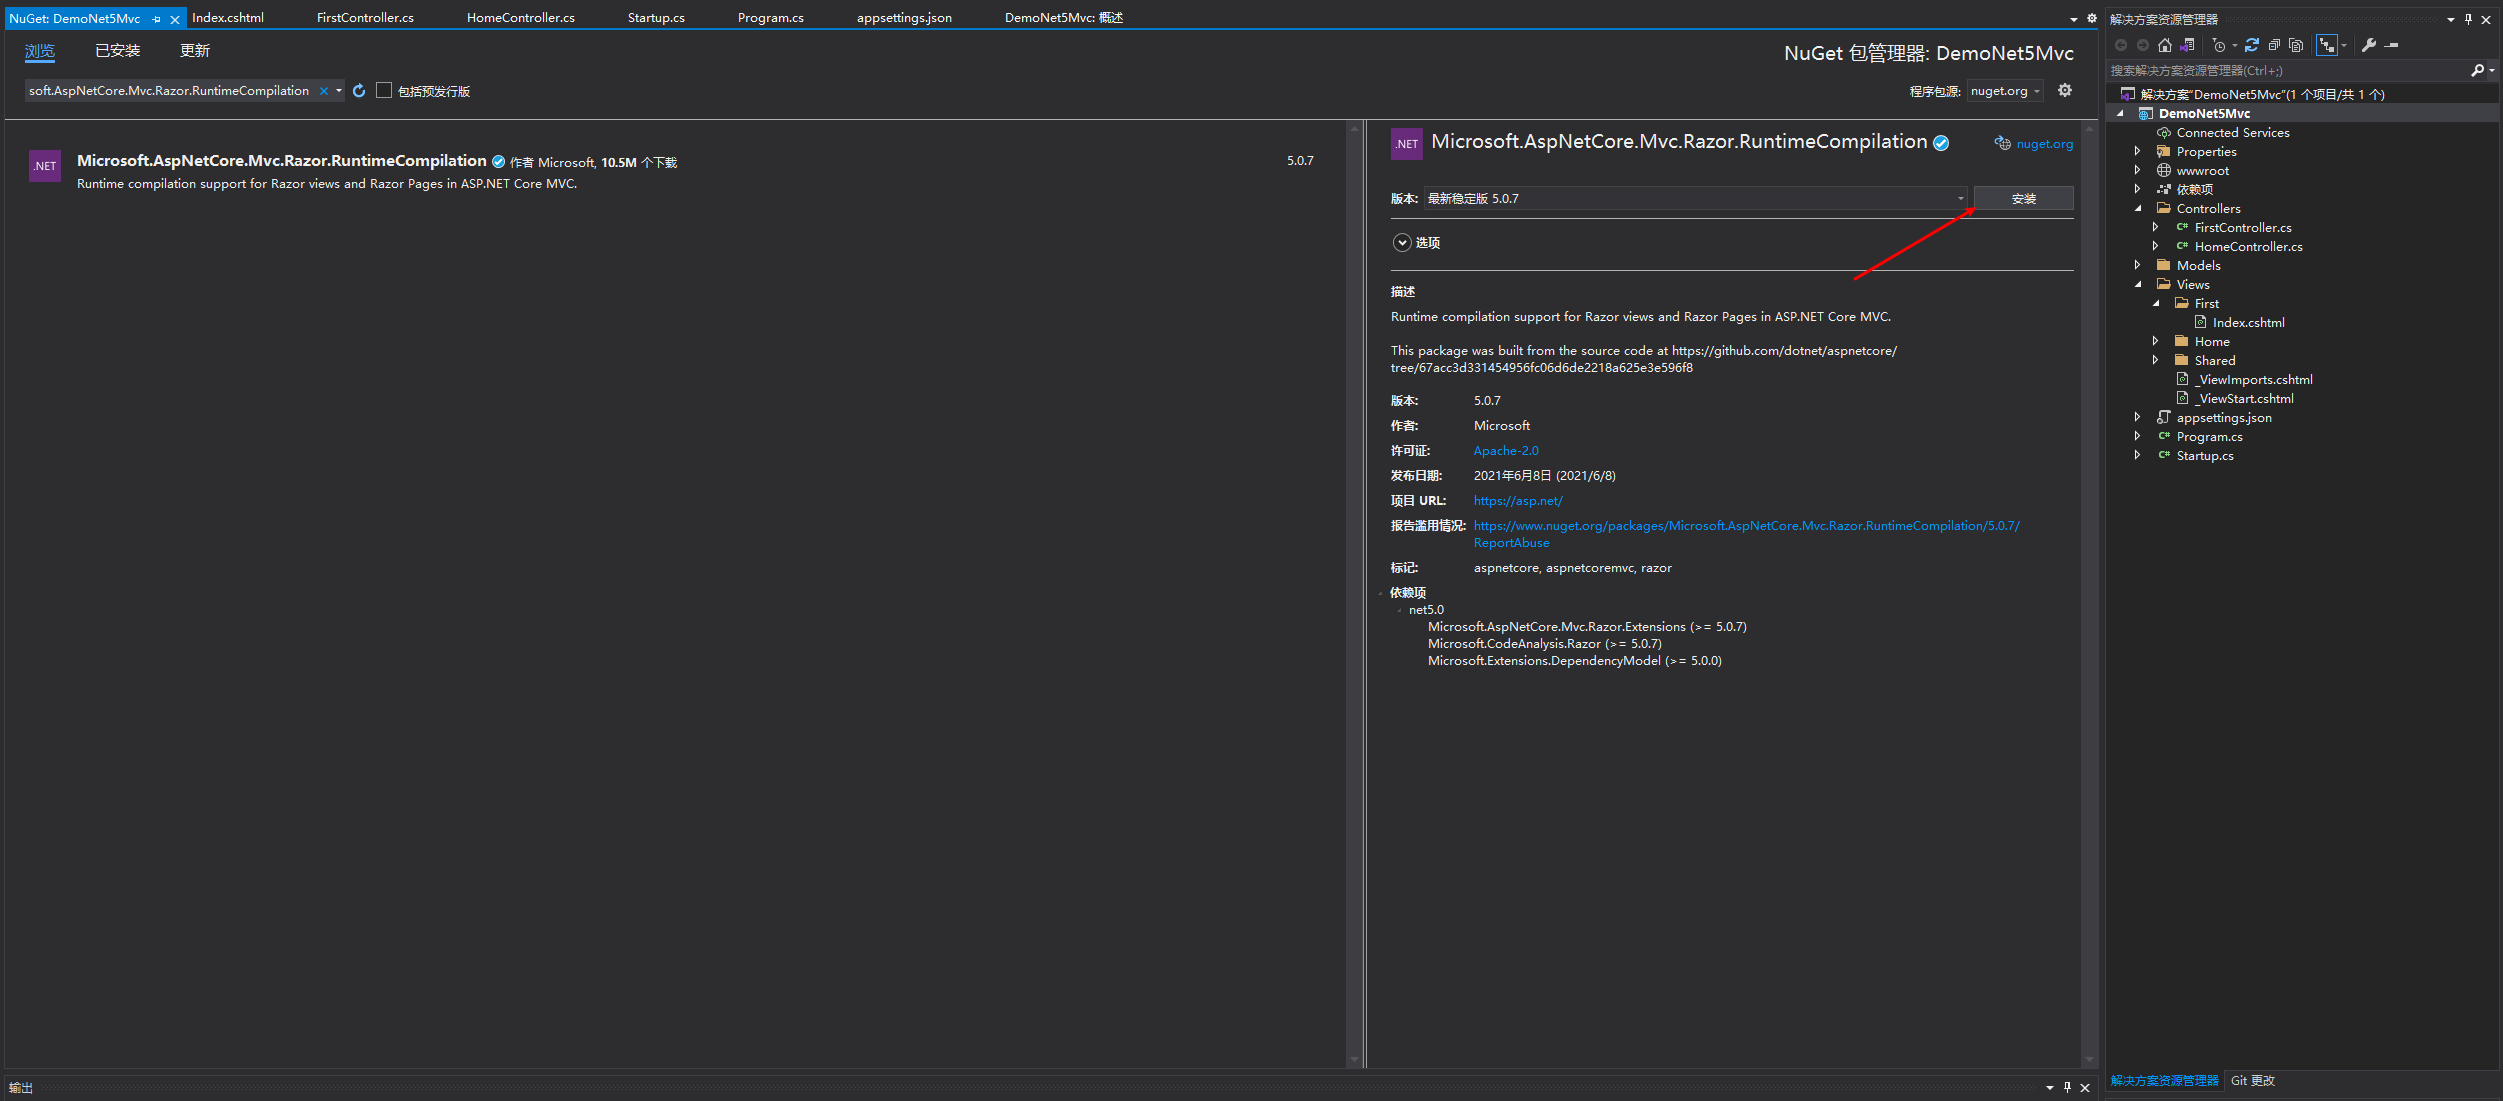 NuGet: DemoNet5Mvc
Index.cshtml
FirstController.cs
HomeController.cs
Startup.cs
Program.cs
appsettings.json
DemoNet5Mvc: 概述
浏览
已安装
更新
NuGet 包管理器: DemoNet5Mvc
soft.AspNetCore.Mvc.Razor.RuntimeCompilation
包括预发行版
程序包源: nuget.org
.NET
Microsoft.AspNetCore.Mvc.Razor.RuntimeCompilation 作者 Microsoft, 10.5M 个下载
5.0.7
Runtime compilation support for Razor views and Razor Pages in ASP.NET Core MVC.
.NET
Microsoft.AspNetCore.Mvc.Razor.RuntimeCompilation
nuget.org
版本: 最新稳定版 5.0.7
安装
选项
描述
Runtime compilation support for Razor views and Razor Pages in ASP.NET Core MVC.
This package was built from the source code at https://github.com/dotnet/aspnetcore/
tree/67acc3d331454956fc06d6de2218a625e3e596f8
版本: 5.0.7
作者: Microsoft
许可证: Apache-2.0
发布日期: 2021年6月8日 (2021/6/8)
项目 URL: https://asp.net/
报告滥用情况: https://www.nuget.org/packages/Microsoft.AspNetCore.Mvc.Razor.RuntimeCompilation/5.0.7/
ReportAbuse
标记: aspnetcore, aspnetcoremvc, razor
依赖项
net5.0
Microsoft.AspNetCore.Mvc.Razor.Extensions (>= 5.0.7)
Microsoft.CodeAnalysis.Razor (>= 5.0.7)
Microsoft.Extensions.DependencyModel (>= 5.0.0)
输出
解决方案资源管理器
搜索解决方案资源管理器(Ctrl+;)
解决方案"DemoNet5Mvc"(1 个项目/共 1 个)
DemoNet5Mvc
Connected Services
Properties
wwwroot
依赖项
Controllers
C# FirstController.cs
C# HomeController.cs
Models
Views
First
Index.cshtml
Home
Shared
_ViewImports.cshtml
_ViewStart.cshtml
appsettings.json
C# Program.cs
C# Startup.cs
解决方案资源管理器
Git 更改